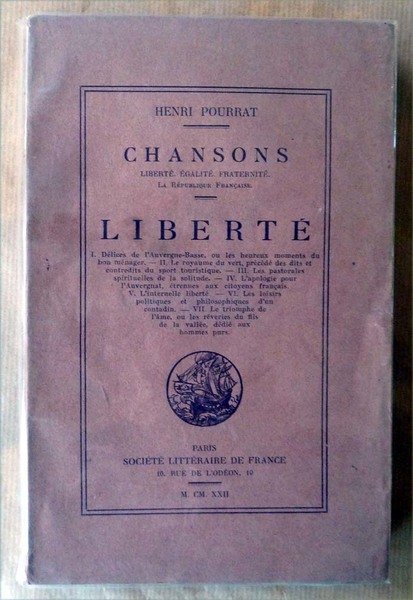 HENRI POURRAT
CHANSONS
LIBERTÉ. ÉGALITÉ. FRATERNITÉ.
LA RÉPUBLIQUE FRANÇAISE.
LIBERTÉ
I. Délices de l'Auvergne-Basse, ou les heureux moments du
bon ménager. — II. Le royaume du vert, précédé des dits et
contredits du sport touristique. — III. Les pastorales
spirituelles de la solitude. — IV. L'apologie pour
l'Auvergnat, étrennes aux citoyens français.
V. L'internelle liberté. — VI. Les loisirs
politiques et philosophiques d'un
contadin. — VII. Le triomphe de
l'âme, ou les rêveries du fils
de la vallée, dédié aux
hommes purs.
PARIS
SOCIÉTÉ LITTÉRAIRE DE FRANCE
10, RUE DE L'ODÉON, 10
M. CM. XXII